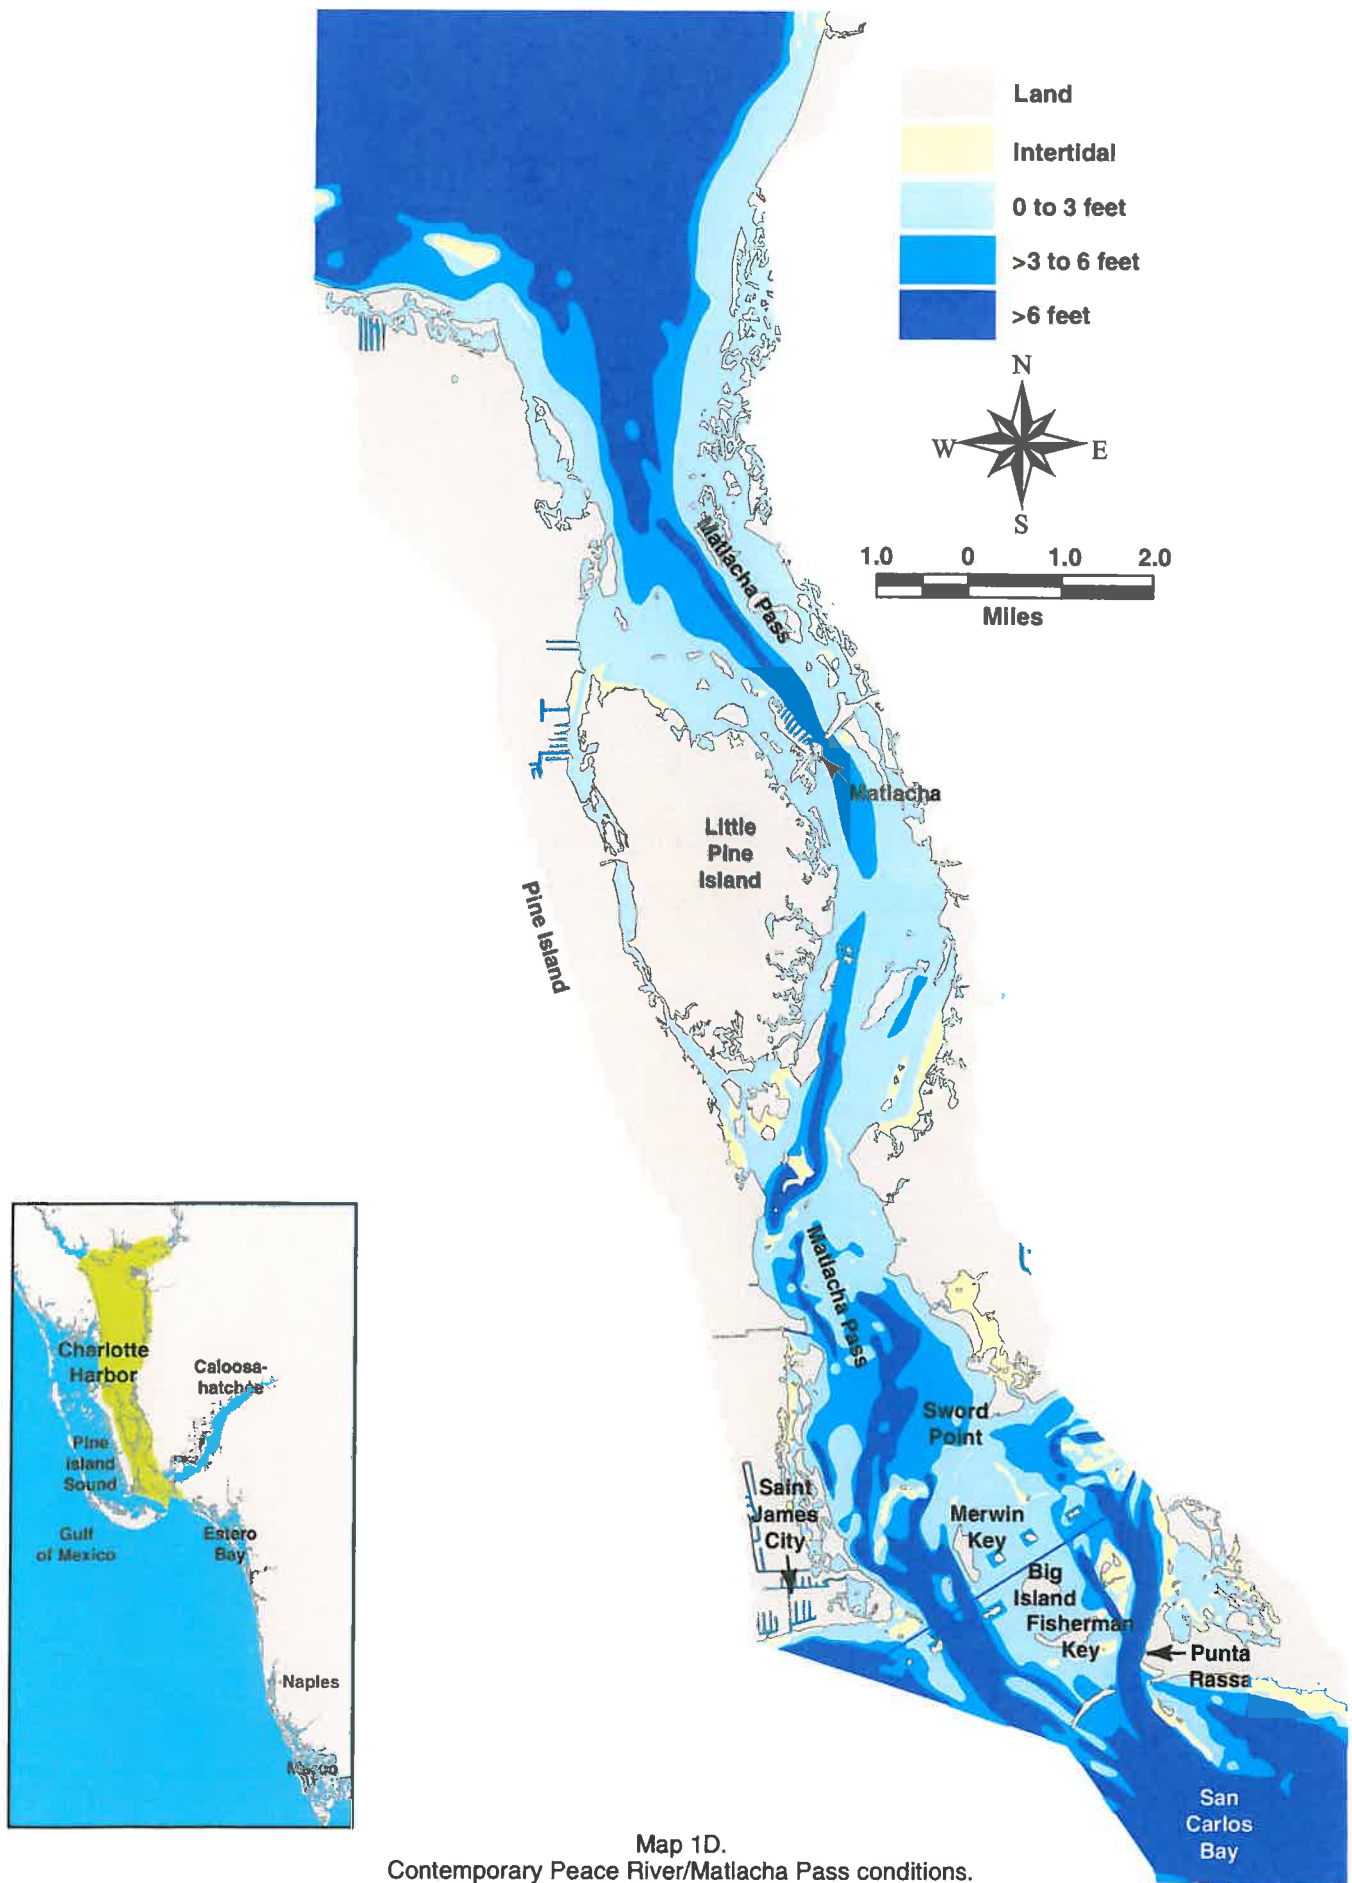 Land
Intertidal
0 to 3 feet
>3 to 6 feet
>6 feet
N
W
E
S
1.0 0 1.0 2.0
Miles
Matlacha Pass
Matlacha
Little
Pine
Island
Pine Island
Matlacha Pass
Sword
Point
Saint
James
City
Merwin
Key
Big
Island
Fisherman
Key
Punta
Rassa
San
Carlos
Bay
Charlotte
Harbor
Caloosa-
hatchee
Pine
Island
Sound
Gulf
of Mexico
Estero
Bay
Naples
Marco
Map 1D.
Contemporary Peace River/Matlacha Pass conditions.